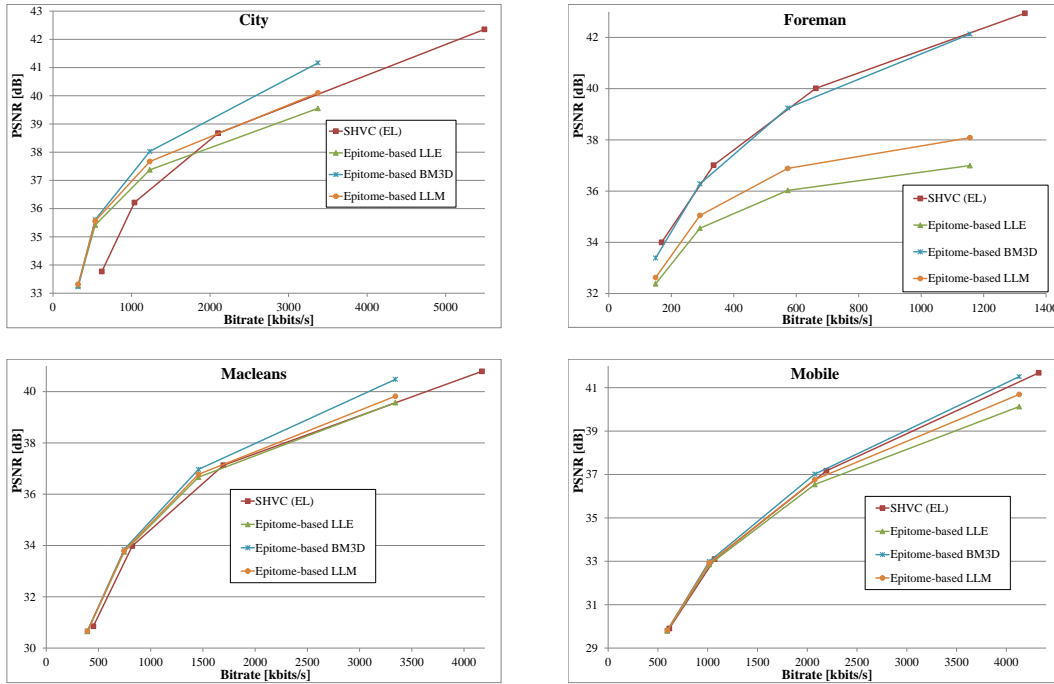 City
PSNR [dB]
43
42
41
40
39
38
37
36
35
34
33
SHVC (EL)
Epitome-based LLE
Epitome-based BM3D
Epitome-based LLM
0 1000 2000 3000 4000 5000
Bitrate [kbits/s]
Foreman
PSNR [dB]
42
40
38
36
34
32
SHVC (EL)
Epitome-based LLE
Epitome-based BM3D
Epitome-based LLM
0 200 400 600 800 1000 1200 1400
Bitrate [kbits/s]
Macleans
PSNR [dB]
40
38
36
34
32
30
SHVC (EL)
Epitome-based LLE
Epitome-based BM3D
Epitome-based LLM
0 500 1000 1500 2000 2500 3000 3500 4000
Bitrate [kbits/s]
Mobile
PSNR [dB]
41
39
37
35
33
31
29
SHVC (EL)
Epitome-based LLE
Epitome-based BM3D
Epitome-based LLM
0 500 1000 1500 2000 2500 3000 3500 4000
Bitrate [kbits/s]